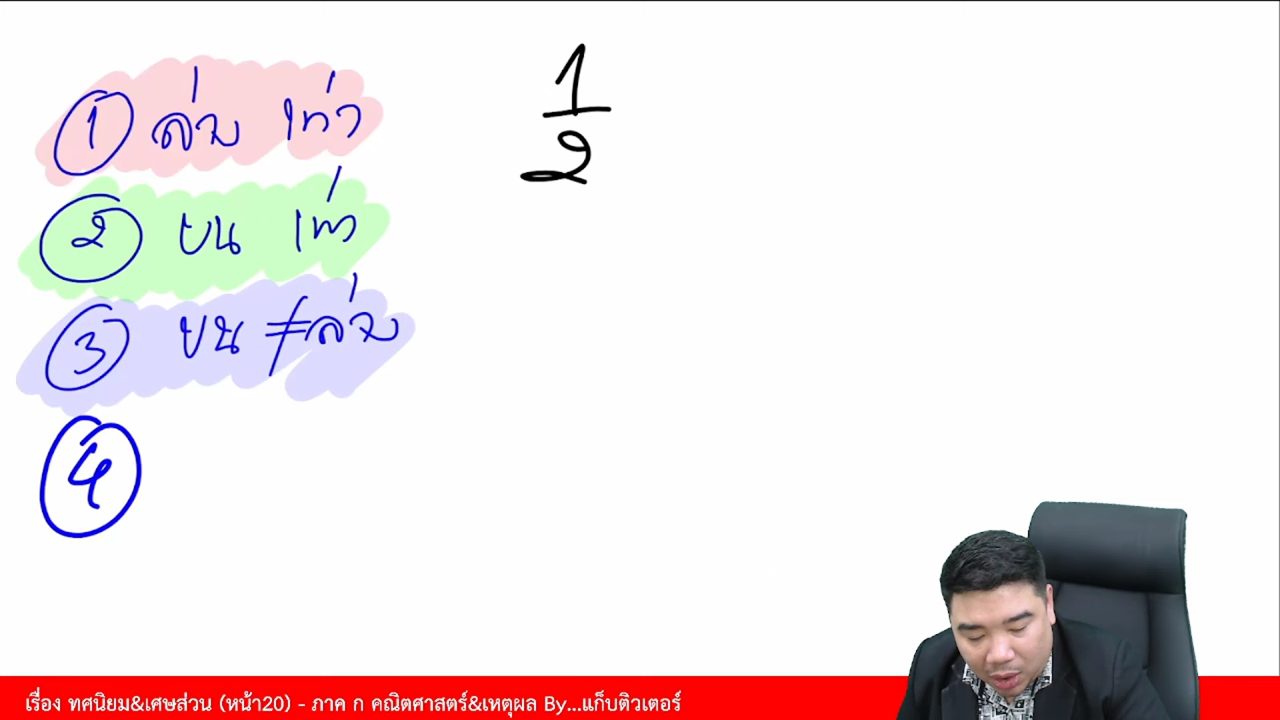 ① ล่าง เท่า
② บน เท่า
③ บน ≠ ล่าง
④
1
2
เรื่อง ทศนิยม&เศษส่วน (หน้า20) - ภาค ก คณิตศาสตร์&เหตุผล By...แก็บติวเตอร์